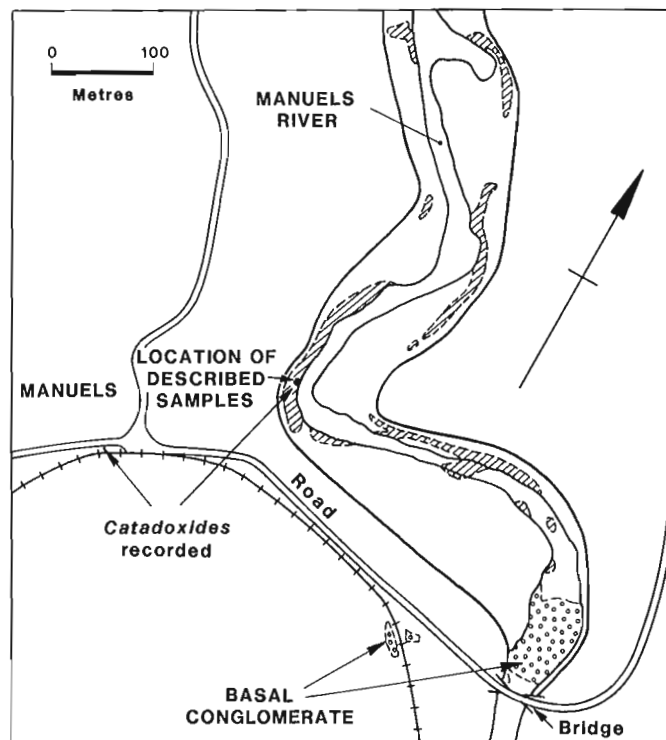 0 100
Metres
MANUELS
RIVER
LOCATION OF
DESCRIBED
SAMPLES
MANUELS
Road
Catadoxides
recorded
BASAL
CONGLOMERATE
Bridge